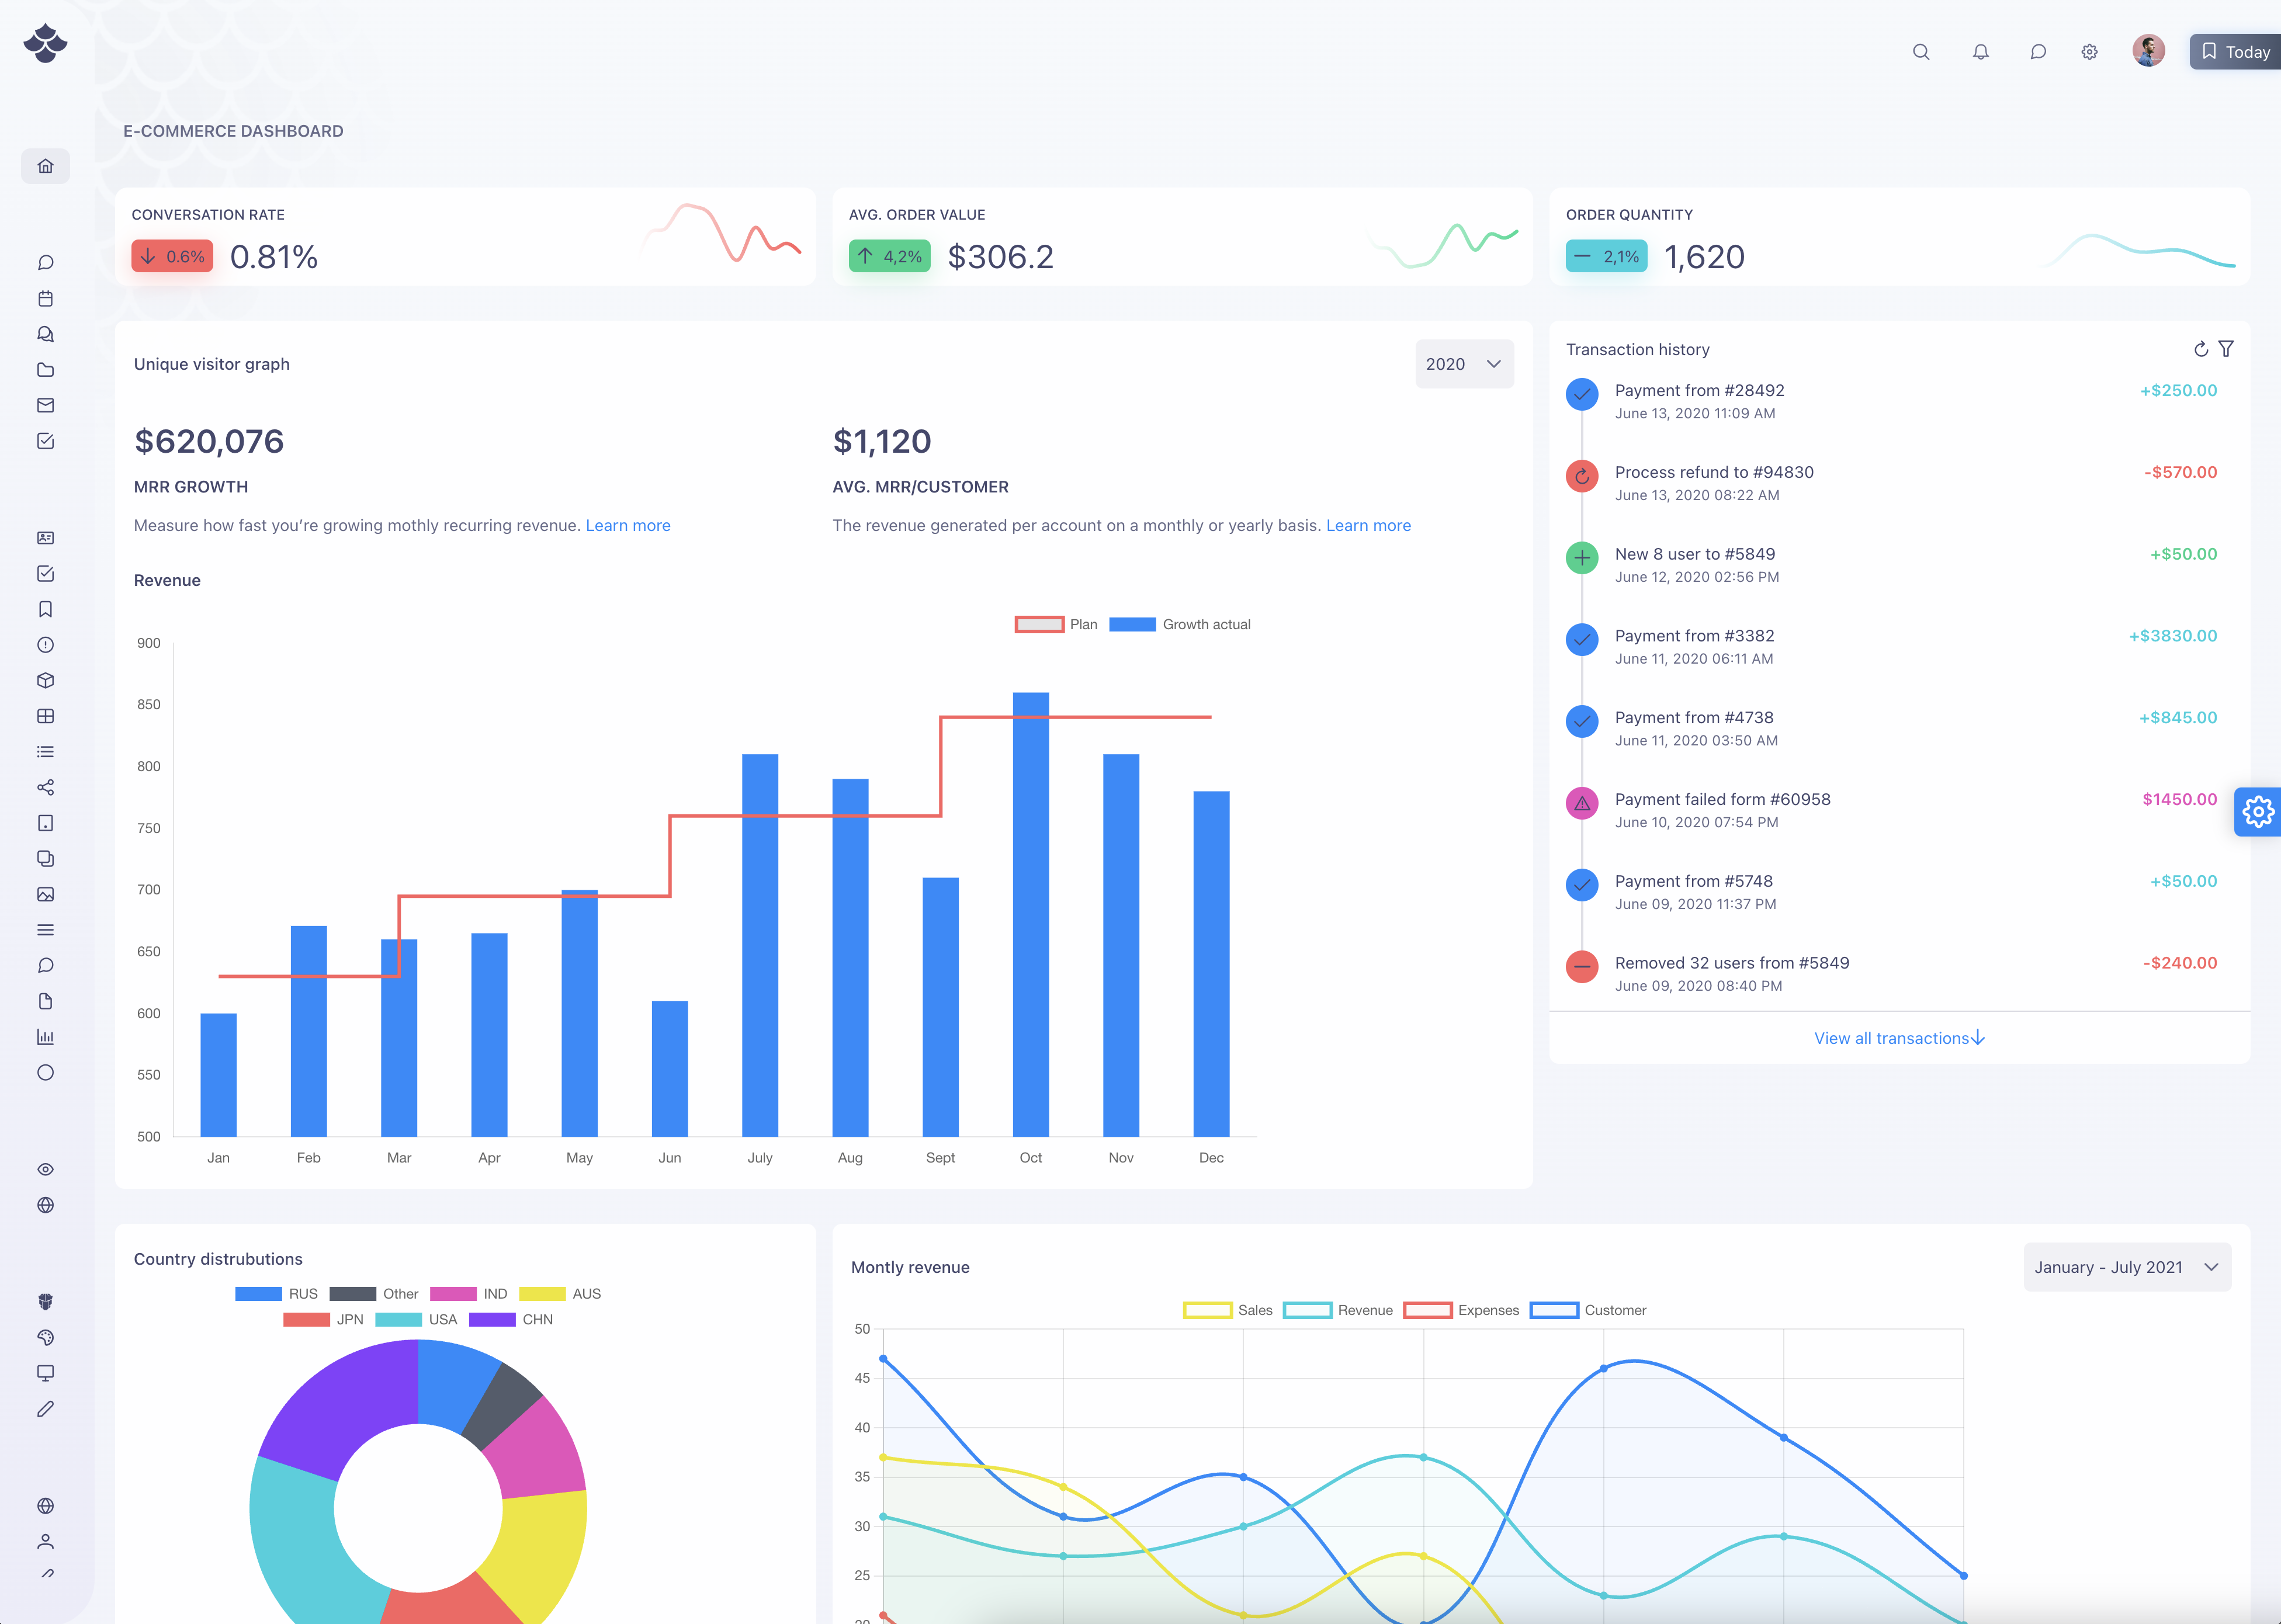 Today
E-COMMERCE DASHBOARD
CONVERSATION RATE
0.6% 0.81%
AVG. ORDER VALUE
4,2% $306.2
ORDER QUANTITY
2,1% 1,620
Unique visitor graph
2020
$620,076
MRR GROWTH
Measure how fast you’re growing mothly recurring revenue. Learn more
$1,120
AVG. MRR/CUSTOMER
The revenue generated per account on a monthly or yearly basis. Learn more
Revenue
Plan Growth actual
900
850
800
750
700
650
600
550
500
Jan Feb Mar Apr May Jun July Aug Sept Oct Nov Dec
Transaction history
Payment from #28492 +$250.00
June 13, 2020 11:09 AM
Process refund to #94830 -$570.00
June 13, 2020 08:22 AM
New 8 user to #5849 +$50.00
June 12, 2020 02:56 PM
Payment from #3382 +$3830.00
June 11, 2020 06:11 AM
Payment from #4738 +$845.00
June 11, 2020 03:50 AM
Payment failed form #60958 $1450.00
June 10, 2020 07:54 PM
Payment from #5748 +$50.00
June 09, 2020 11:37 PM
Removed 32 users from #5849 -$240.00
June 09, 2020 08:40 PM
View all transactions
Country distrubutions
RUS Other IND AUS
JPN USA CHN
Montly revenue
January - July 2021
Sales Revenue Expenses Customer
50
45
40
35
30
25